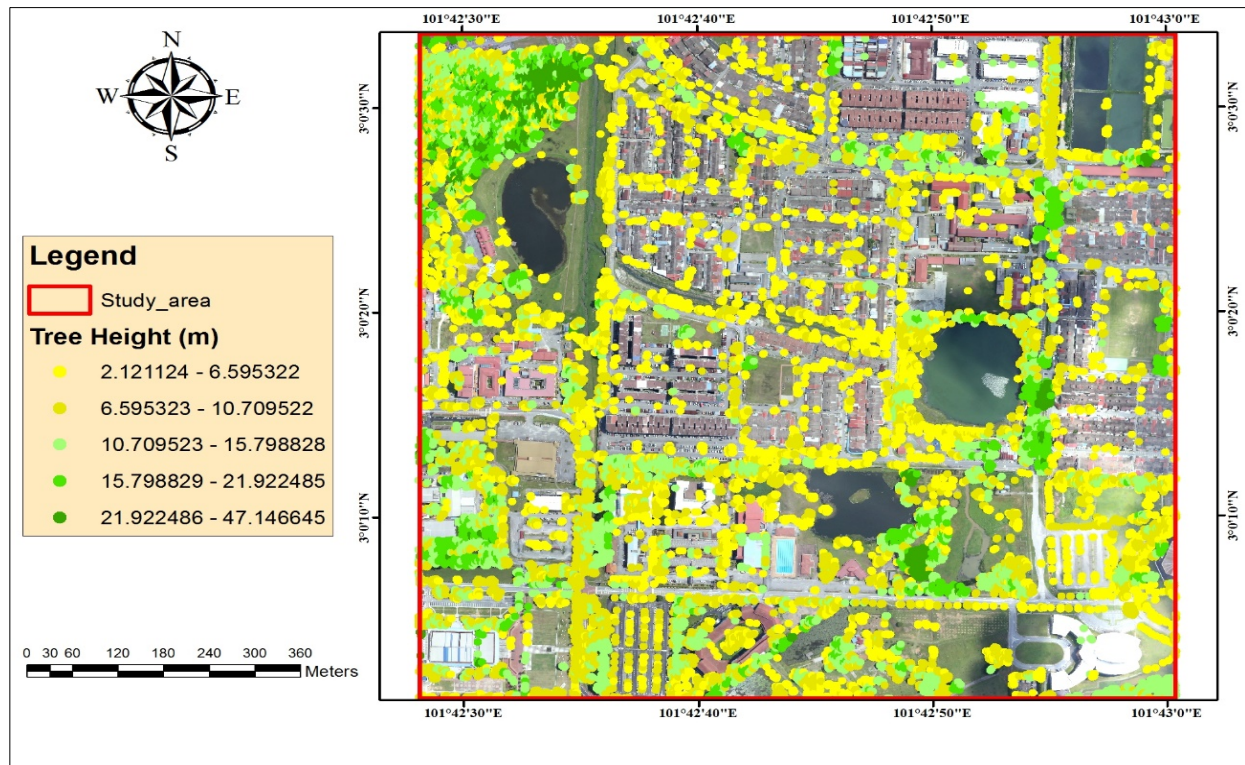 101°42'30"E 101°42'40"E 101°42'50"E 101°43'0"E
N
W E
S
3°0'30"N 3°0'30"N
Legend
Study_area
3°0'20"N 3°0'20"N
Tree Height (m)
2.121124 - 6.595322
6.595323 - 10.709522
10.709523 - 15.798828
15.798829 - 21.922485
21.922486 - 47.146645
3°0'10"N 3°0'10"N
0 30 60 120 180 240 300 360
Meters
101°42'30"E 101°42'40"E 101°42'50"E 101°43'0"E